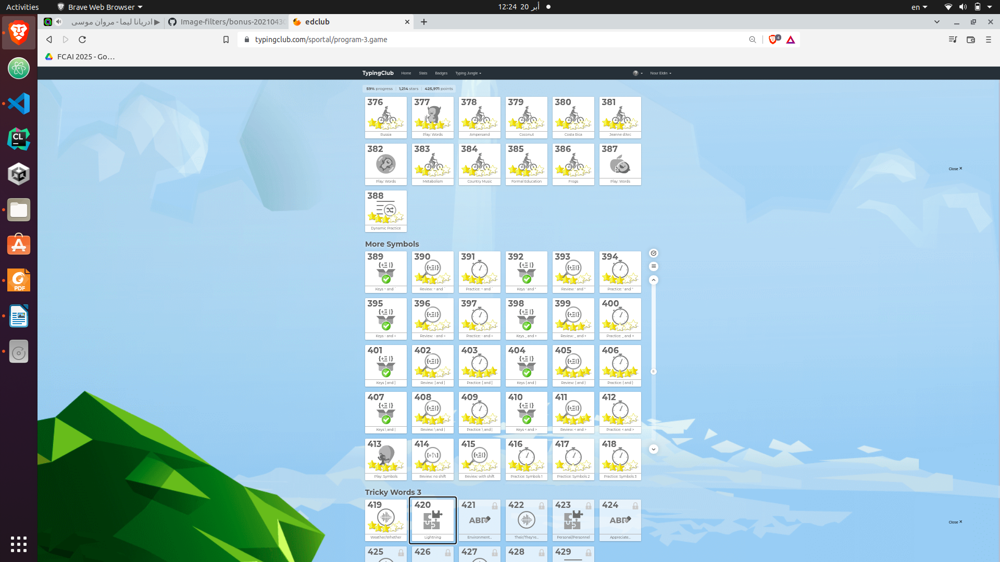 Activities
Brave Web Browser
12:24 20 أبر
en
ادريانا ليما - مروان موسى
Image-filters/bonus-20210430
edclub
typingclub.com/sportal/program-3.game
4
FCAI 2025 - Go…
TypingClub Home Stats Badges Typing Jungle
Nour Eldin
59% progress 1,214 stars 425,971 points
376 377 378 379 380 381
Russia Play: Words Ampersand Coconut Costa Rica Jeanne d'Arc
382 383 384 385 386 387
Play: Words Metabolism Country Music Formal Education Frogs Play: Words
Close ×
388
Dynamic Practice
More Symbols
389 390 391 392 393 394
Keys ~ and ` Review: ~ and ` Practice: ~ and ` Keys ' and " Review: ' and " Practice: ' and "
395 396 397 398 399 400
Keys - and = Review: - and = Practice: - and = Keys _ and + Review: _ and + Practice: _ and +
401 402 403 404 405 406
Keys [ and ] Review: [ and ] Practice: [ and ] Keys { and } Review: { and } Practice: { and }
8
407 408 409 410 411 412
Keys \ and | Review: \ and | Practice: \ and | Keys < and > Review: < and > Practice: < and >
413 414 415 416 417 418
Play: Symbols Review: no shift Review: with shift Practice: Symbols 1 Practice: Symbols 2 Practice: Symbols 3
Tricky Words 3
419 420 421 422 423 424
Weather/Whether Lightning Environment... Their/They're... Personal/Personnel Appreciate...
Close ×
425 426 427 428 429
CL
PDF